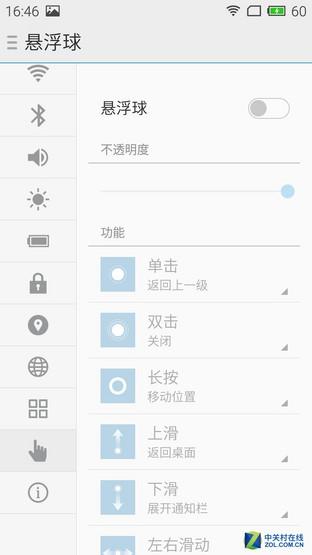 16:46
60
悬浮球
悬浮球
不透明度
功能
单击
返回上一级
双击
关闭
长按
移动位置
上滑
返回桌面
下滑
展开通知栏
左右滑动
中关村在线
ZOL.COM.CN